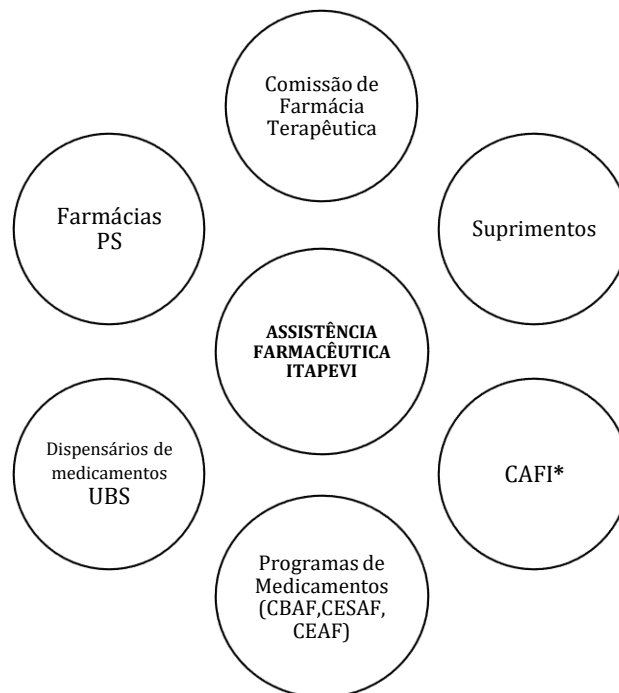 Comissão de
Farmácia
Terapêutica
Farmácias
PS
Suprimentos
ASSISTÊNCIA
FARMACÊUTICA
ITAPEVI
Dispensários de
medicamentos
UBS
CAFI*
Programas de
Medicamentos
(CBAF,CESAF,
CEAF)